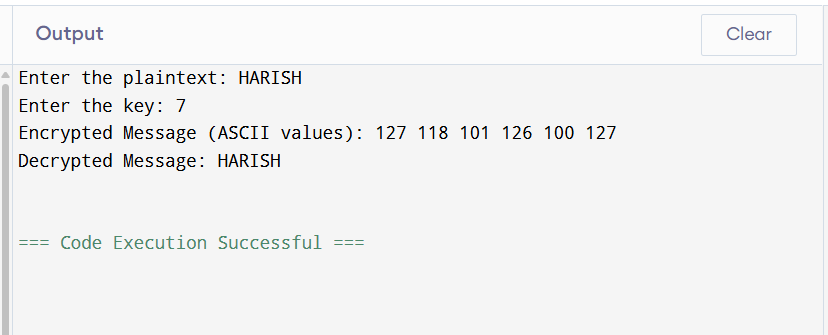 Output
Clear
Enter the plaintext: HARISH
Enter the key: 7
Encrypted Message (ASCII values): 127 118 101 126 100 127
Decrypted Message: HARISH
=== Code Execution Successful ===